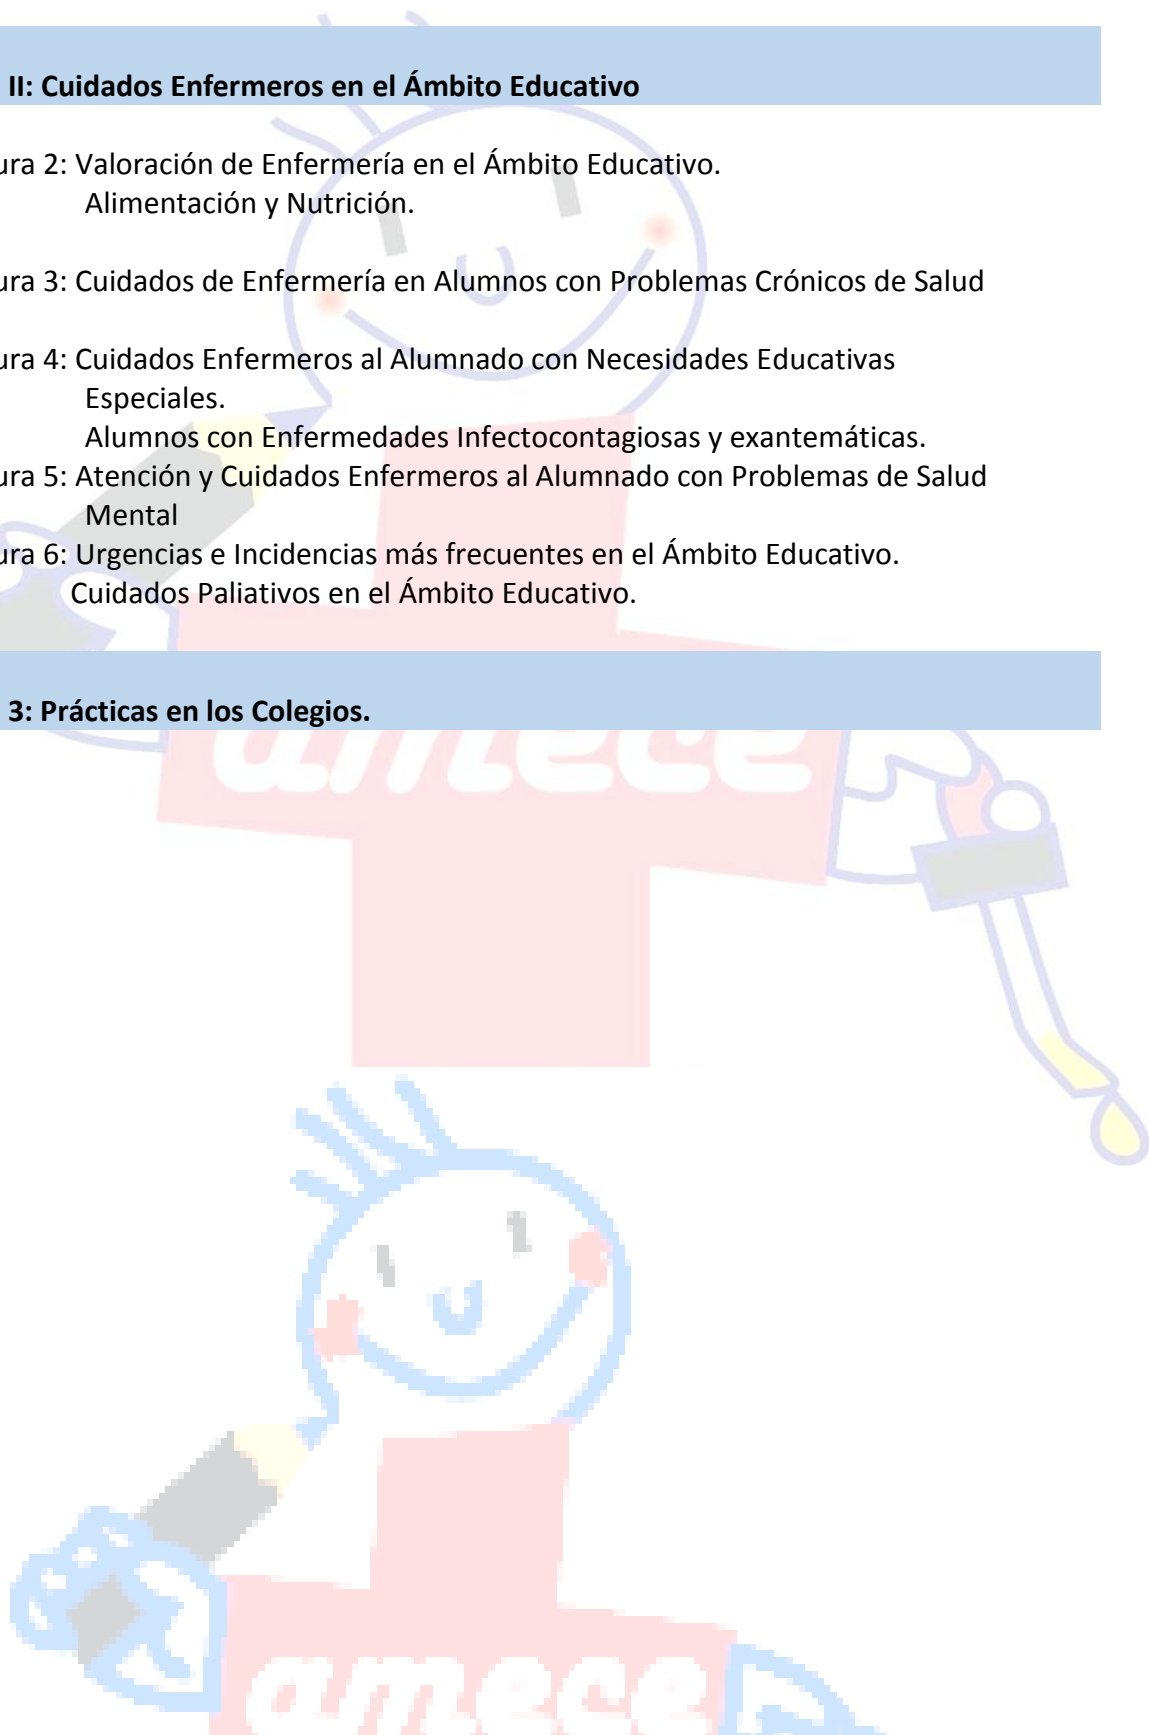 II: Cuidados Enfermeros en el Ámbito Educativo
ura 2: Valoración de Enfermería en el Ámbito Educativo.
Alimentación y Nutrición.
ura 3: Cuidados de Enfermería en Alumnos con Problemas Crónicos de Salud
ura 4: Cuidados Enfermeros al Alumnado con Necesidades Educativas
Especiales.
Alumnos con Enfermedades Infectocontagiosas y exantemáticas.
ura 5: Atención y Cuidados Enfermeros al Alumnado con Problemas de Salud
Mental
ura 6: Urgencias e Incidencias más frecuentes en el Ámbito Educativo.
Cuidados Paliativos en el Ámbito Educativo.
3: Prácticas en los Colegios.
amece
amece